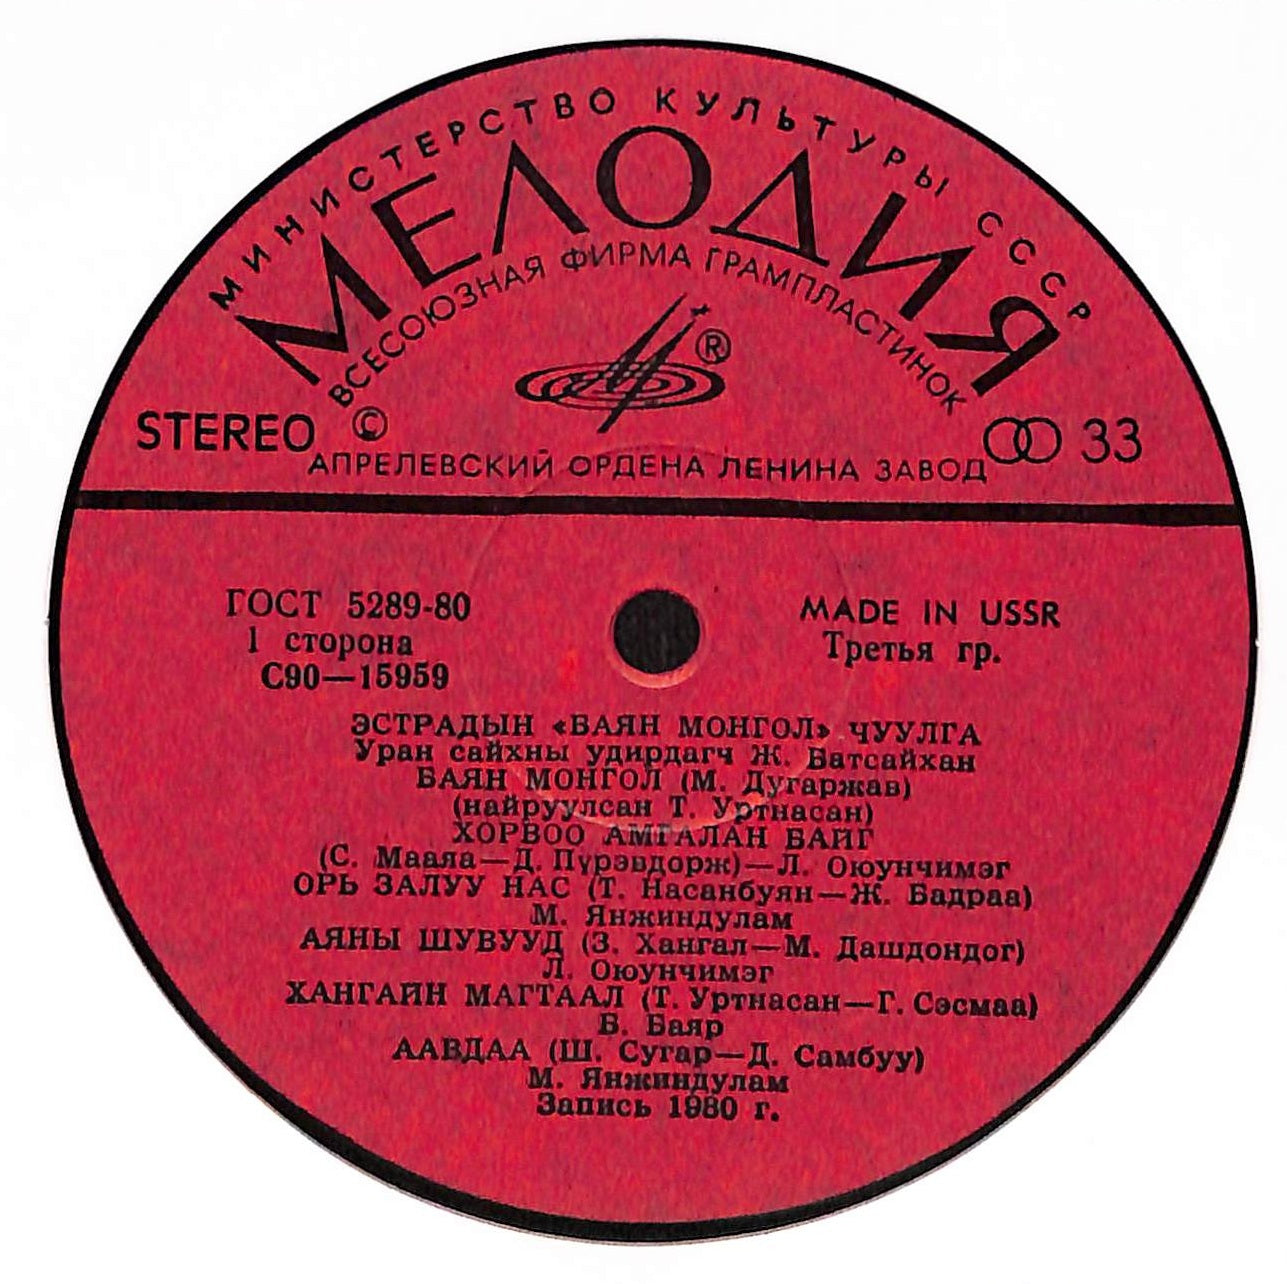 МИНИСТЕРСТВО КУЛЬТУРЫ СССР
МЕЛОДИЯ
ВСЕСОЮЗНАЯ ФИРМА ГРАМПЛАСТИНОК
®
STEREO © 33
АПРЕЛЕВСКИЙ ОРДЕНА ЛЕНИНА ЗАВОД
ГОСТ 5289-80
1 сторона
С90—15959
MADE IN USSR
Третья гр.
ЭСТРАДЫН «БАЯН МОНГОЛ» ЧУУЛГА
Уран сайхны удирдагч Ж. Батсайхан
БАЯН МОНГОЛ (М. Дугаржав)
(найруулсан Т. Уртнасан)
ХОРВОО АМГАЛАН БАЙГ
(С. Маала—Д. Пүрэвдорж)—Л. Оюунчимэг
ОРЬ ЗАЛУУ НАС (Т. Насанбуян—Ж. Бадраа)
М. Янжиндулам
АЯНЫ ШУВУУД (З. Хангал—М. Дашдондог)
Л. Оюунчимэг
ХАНГАЙН МАГТААЛ (Т. Уртнасан—Г. Сэсмаа)
Б. Баяр
ААВДАА (Ш. Сугар—Д. Самбуу)
М. Янжиндулам
Запись 1980 г.